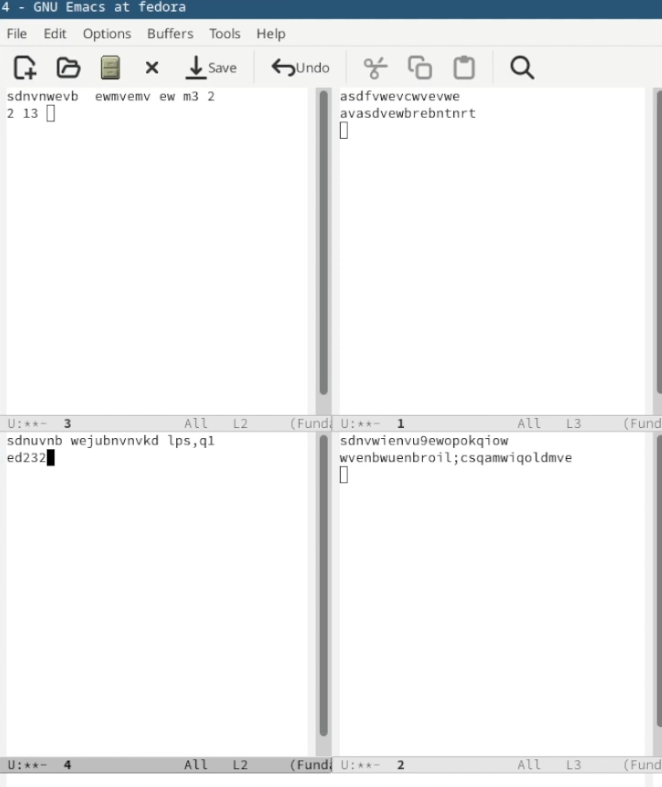 4 - GNU Emacs at fedora
File Edit Options Buffers Tools Help
Save Undo
sdnvnwevb  ewmvemv ew m3 2
2 13
U:**-  3  All  L2  (Funda
asdfvwevcwvevwe
avasdvewbrebntnrt
U:**-  1  All  L3  (Fund
sdnuvnb wejubnvnvkd lps,q1
ed232
U:**-  4  All  L2  (Funda
sdnvwienvu9ewopokqiow
wvenbwuenbroil;csqamwiqoldmve
U:**-  2  All  L3  (Fund